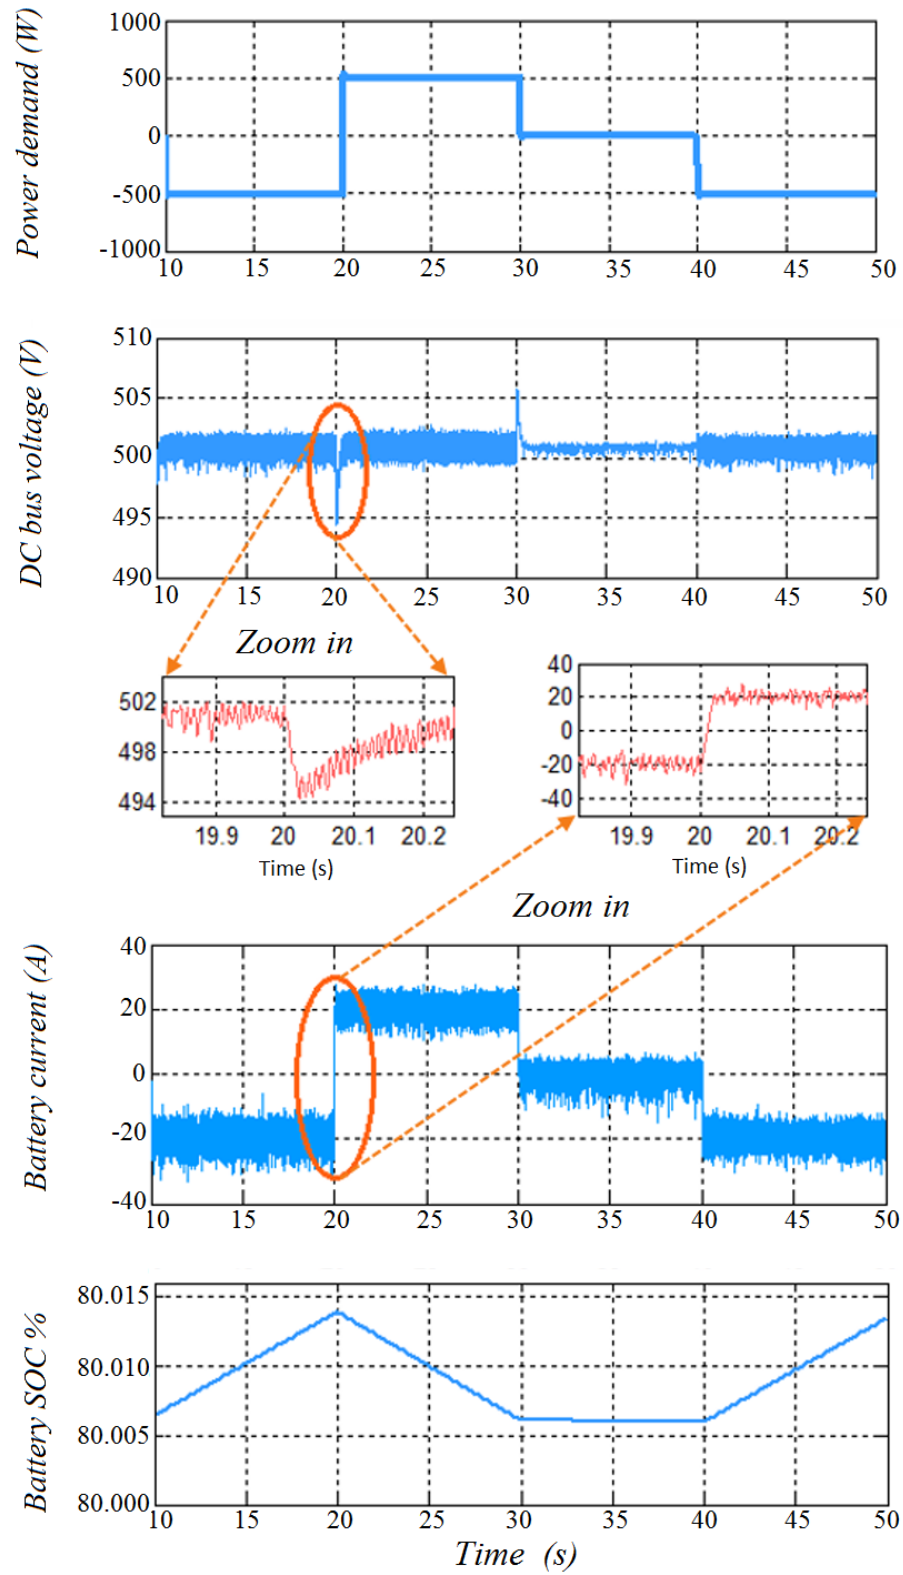 Power demand (W)
1000
500
0
-500
-1000
10 15 20 25 30 35 40 45 50
DC bus voltage (V)
510
505
500
495
490
10 15 20 25 30 35 40 45 50
Zoom in
502
498
494
19.9 20 20.1 20.2
Time (s)
40
20
0
-20
-40
19.9 20 20.1 20.2
Time (s)
Zoom in
Battery current (A)
40
20
0
-20
-40
10 15 20 25 30 35 40 45 50
Battery SOC %
80.015
80.010
80.005
80.000
10 15 20 25 30 35 40 45 50
Time (s)